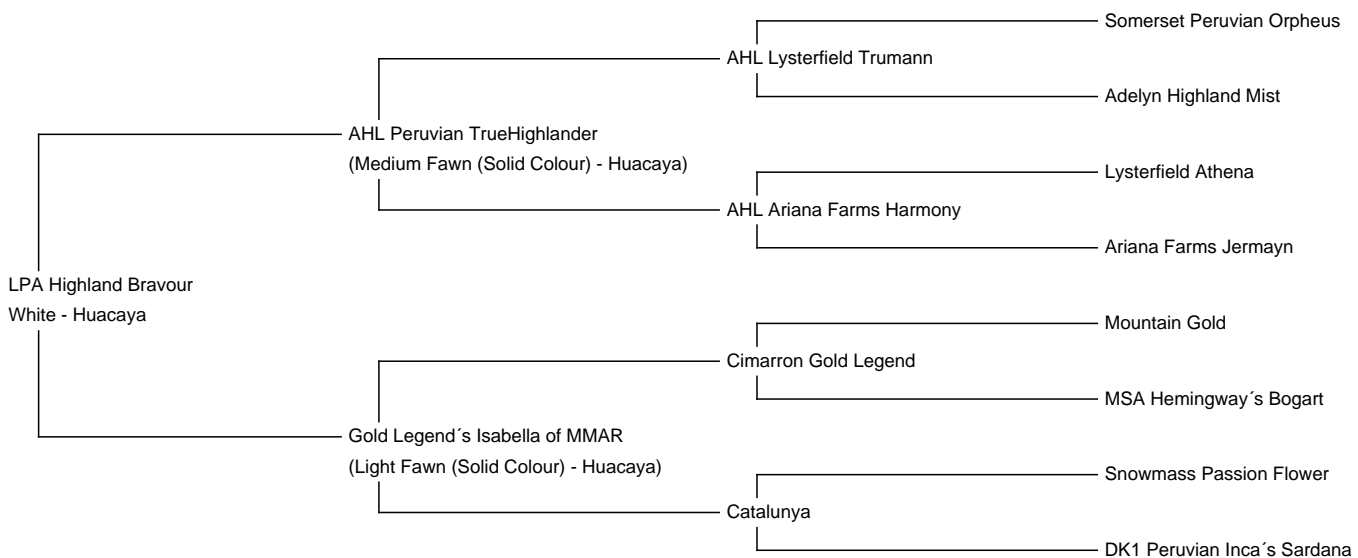 Somerset Peruvian Orpheus
AHL Lysterfield Trumann
Adelyn Highland Mist
AHL Peruvian TrueHighlander
(Medium Fawn (Solid Colour) - Huacaya)
Lysterfield Athena
AHL Ariana Farms Harmony
Ariana Farms Jermayn
LPA Highland Bravour
White - Huacaya
Mountain Gold
Cimarron Gold Legend
MSA Hemingway´s Bogart
Gold Legend´s Isabella of MMAR
(Light Fawn (Solid Colour) - Huacaya)
Snowmass Passion Flower
Catalunya
DK1 Peruvian Inca´s Sardana